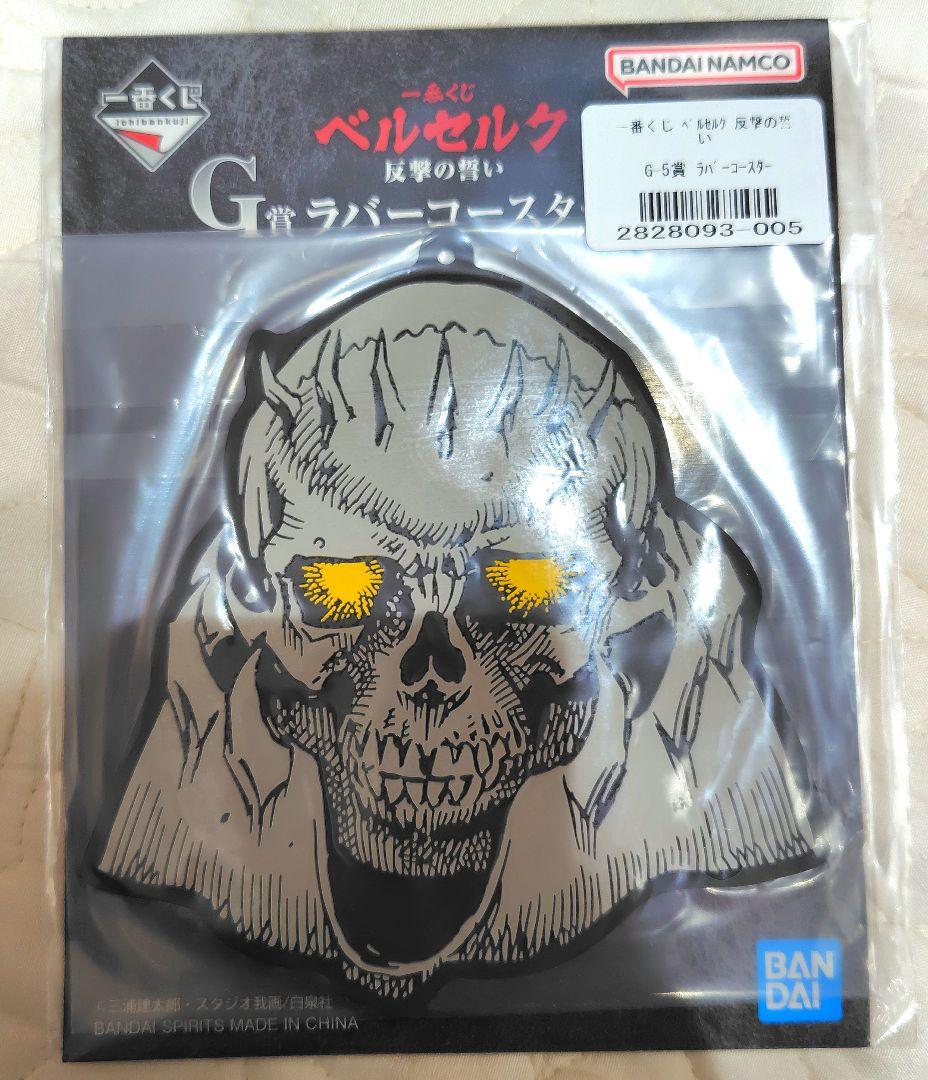 一番くじ
ichibankuji
一番くじ
ベルセルク
反撃の誓い
G賞 ラバーコースタ
BANDAI NAMCO
一番くじ ﾍﾞﾙｾﾙｸ 反撃の誓
い
G-5賞 ﾗﾊﾞｰｺｰｽﾀｰ
2828093-005
©三浦建太郎・スタジオ我画/白泉社
BANDAI SPIRITS MADE IN CHINA
BAN
DAI